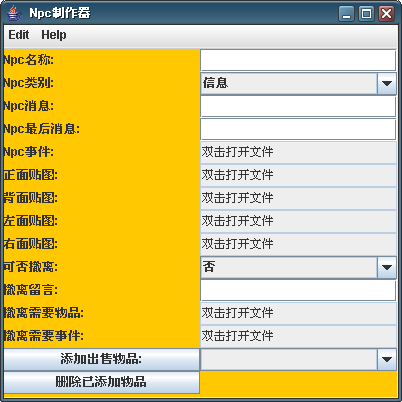 Npc制作器
Edit Help
Npc名称:
Npc类别: 信息
Npc消息:
Npc最后消息:
Npc事件: 双击打开文件
正面贴图: 双击打开文件
背面贴图: 双击打开文件
左面贴图: 双击打开文件
右面贴图: 双击打开文件
可否撤离: 否
撤离留言:
撤离需要物品: 双击打开文件
撤离需要事件: 双击打开文件
添加出售物品:
删除已添加物品